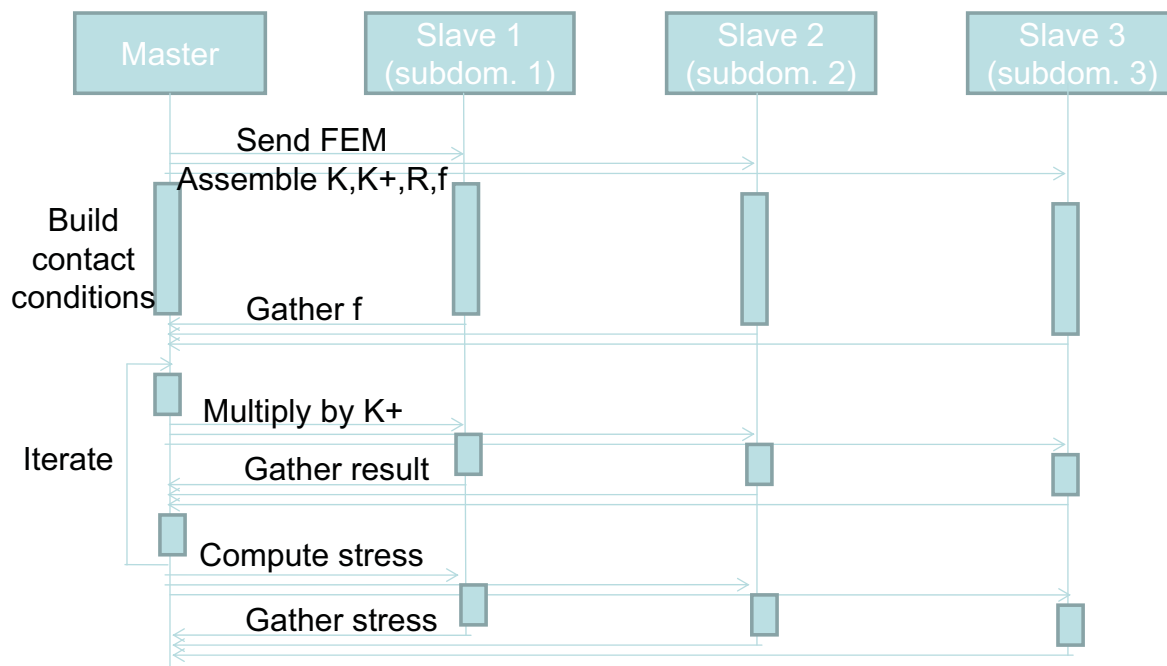 Master
Slave 1
(subdom. 1)
Slave 2
(subdom. 2)
Slave 3
(subdom. 3)
Send FEM
Assemble K,K+,R,f
Build
contact
conditions
Gather f
Multiply by K+
Iterate
Gather result
Compute stress
Gather stress